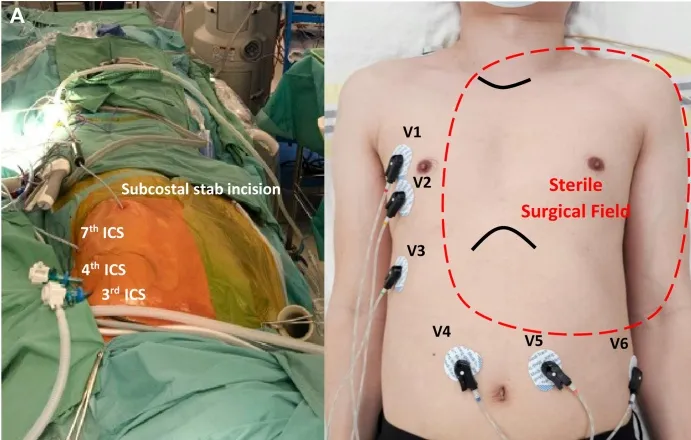 A
Subcostal stab incision
7th ICS
4th ICS
3rd ICS
V1
V2
Sterile
Surgical Field
V3
V4
V5
V6